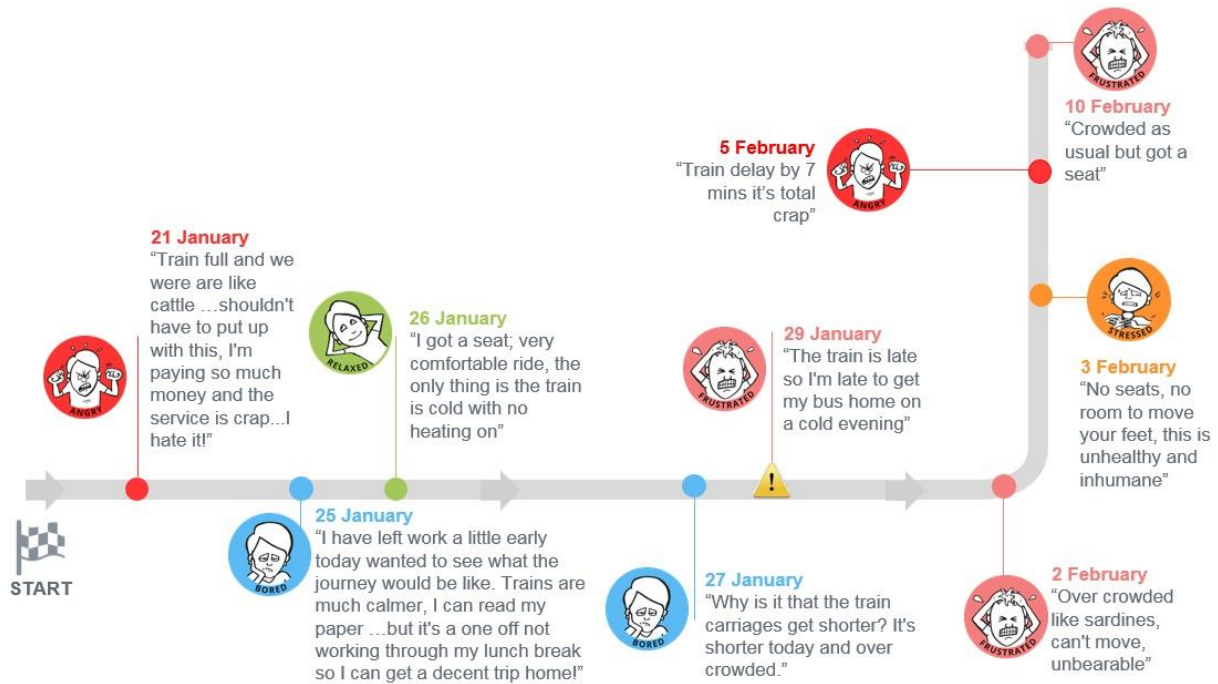 START
21 January
“Train full and we
were are like
cattle …shouldn't
have to put up
with this, I'm
paying so much
money and the
service is crap...I
hate it!”
ANGRY
25 January
“I have left work a little early
today wanted to see what the
journey would be like. Trains are
much calmer, I can read my
paper …but it's a one off not
working through my lunch break
so I can get a decent trip home!”
BORED
26 January
“I got a seat; very
comfortable ride, the
only thing is the train
is cold with no
heating on”
RELAXED
27 January
“Why is it that the train
carriages get shorter? It's
shorter today and over
crowded.”
BORED
29 January
“The train is late
so I'm late to get
my bus home on
a cold evening”
FRUSTRATED
!
2 February
“Over crowded
like sardines,
can't move,
unbearable”
FRUSTRATED
3 February
“No seats, no
room to move
your feet, this is
unhealthy and
inhumane”
STRESSED
5 February
“Train delay by 7
mins it’s total
crap”
ANGRY
10 February
“Crowded as
usual but got a
seat”
FRUSTRATED